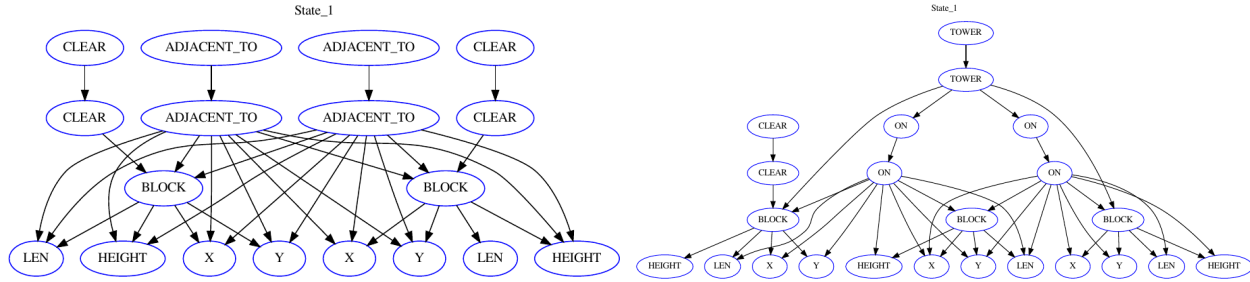 State_1
CLEAR ADJACENT_TO ADJACENT_TO CLEAR
CLEAR ADJACENT_TO ADJACENT_TO CLEAR
BLOCK BLOCK
LEN HEIGHT X Y X Y LEN HEIGHT
State_1
TOWER
TOWER
CLEAR ON ON
CLEAR ON ON
BLOCK BLOCK BLOCK
HEIGHT LEN X Y HEIGHT X Y LEN X Y LEN HEIGHT